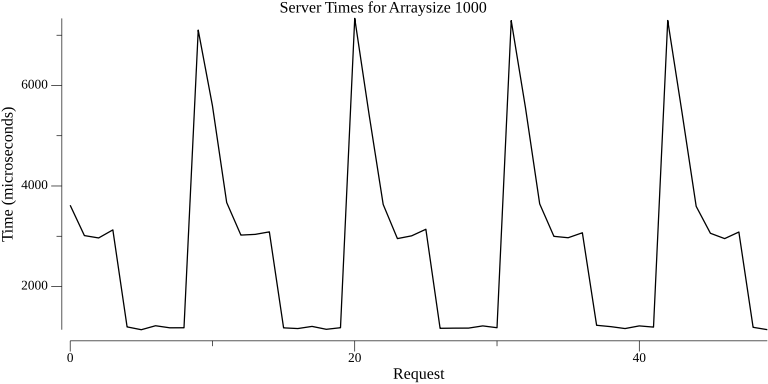 Server Times for Arraysize 1000
6000
4000
2000
Time (microseconds)
0 20 40
Request